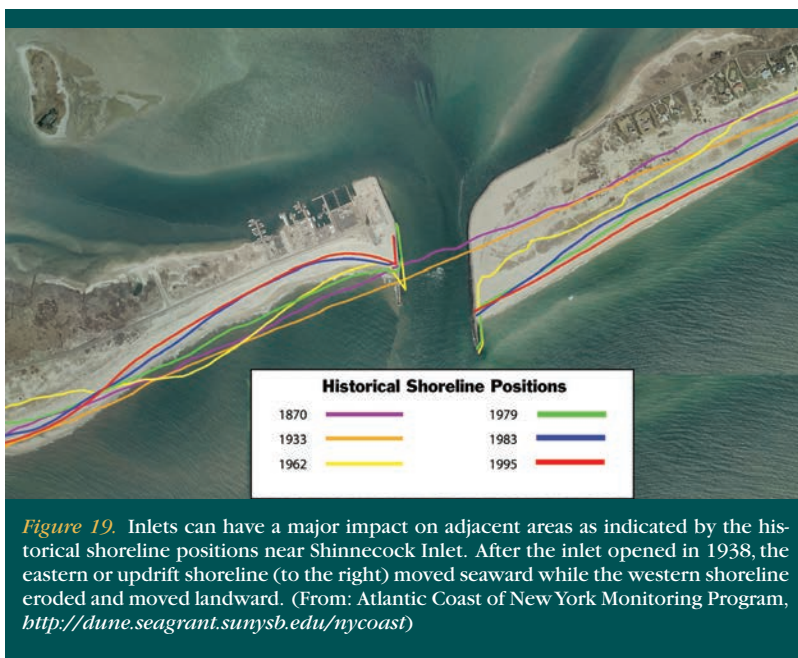 Historical Shoreline Positions
1870
1979
1933
1983
1962
1995
Figure 19. Inlets can have a major impact on adjacent areas as indicated by the his-
torical shoreline positions near Shinnecock Inlet. After the inlet opened in 1938, the
eastern or updrift shoreline (to the right) moved seaward while the western shoreline
eroded and moved landward. (From: Atlantic Coast of New York Monitoring Program,
http://dune.seagrant.sunysb.edu/nycoast)